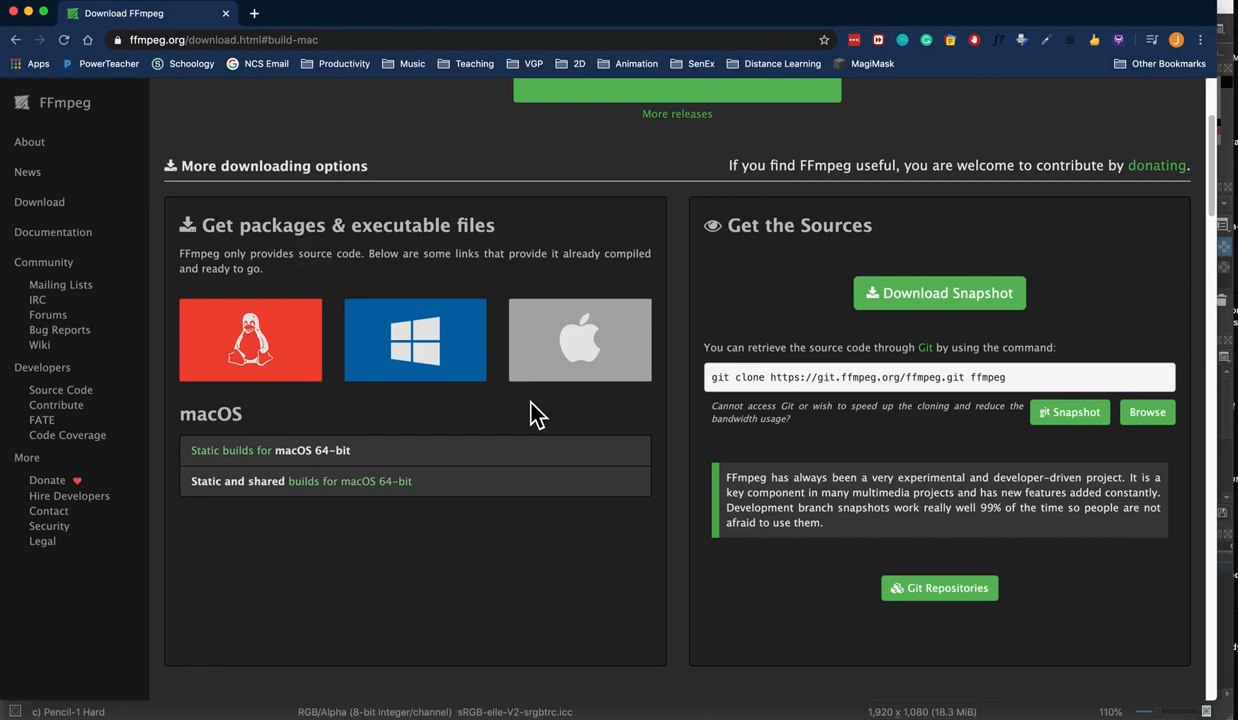 Download FFmpeg
ffmpeg.org/download.html#build-mac
Apps PowerTeacher Schoology NCS Email Productivity Music Teaching VGP 2D Animation SenEx Distance Learning MagiMask Other Bookmarks
FFmpeg
About
News
Download
Documentation
Community
Mailing Lists
IRC
Forums
Bug Reports
Wiki
Developers
Source Code
Contribute
FATE
Code Coverage
More
Donate
Hire Developers
Contact
Security
Legal
More releases
More downloading options
If you find FFmpeg useful, you are welcome to contribute by donating.
Get packages & executable files
FFmpeg only provides source code. Below are some links that provide it already compiled
and ready to go.
macOS
Static builds for macOS 64-bit
Static and shared builds for macOS 64-bit
Get the Sources
Download Snapshot
You can retrieve the source code through Git by using the command:
git clone https://git.ffmpeg.org/ffmpeg.git ffmpeg
Cannot access Git or wish to speed up the cloning and reduce the
bandwidth usage?
git Snapshot
Browse
FFmpeg has always been a very experimental and developer-driven project. It is a
key component in many multimedia projects and has new features added constantly.
Development branch snapshots work really well 99% of the time so people are not
afraid to use them.
Git Repositories
c) Pencil-1 Hard
RGB/Alpha (8-bit integer/channel) sRGB-elle-V2-srgbtrc.icc
1,920 x 1,080 (18.3 MiB)
110%